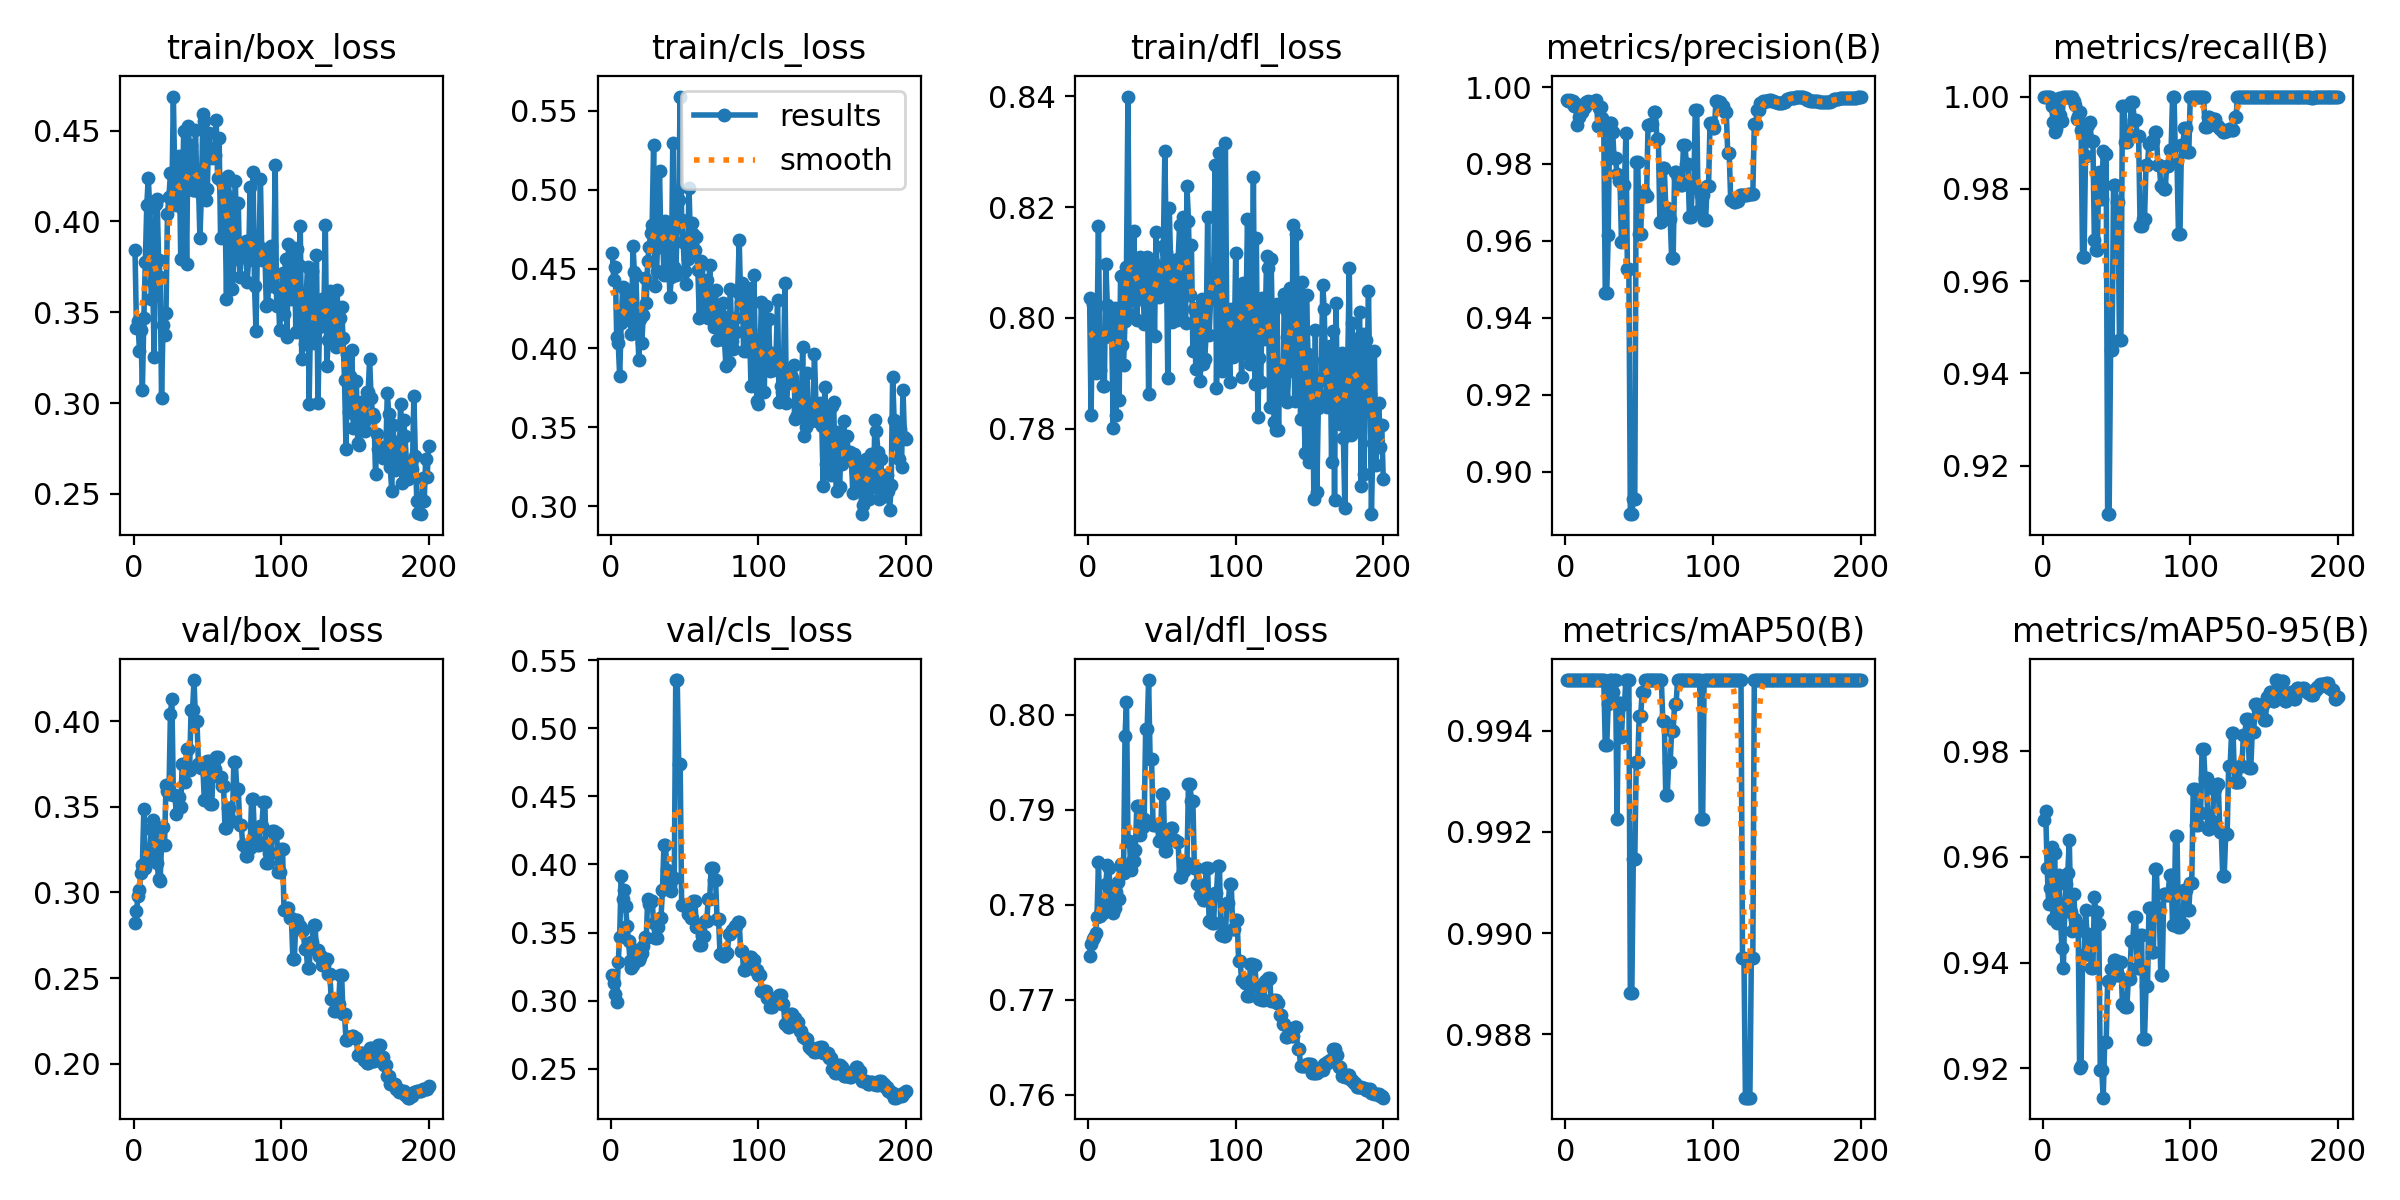 train/box_loss
0.45
0.40
0.35
0.30
0.25
0 100 200
train/cls_loss
0.55
0.50
0.45
0.40
0.35
0.30
results
smooth
0 100 200
train/dfl_loss
0.84
0.82
0.80
0.78
0 100 200
metrics/precision(B)
1.00
0.98
0.96
0.94
0.92
0.90
0 100 200
metrics/recall(B)
1.00
0.98
0.96
0.94
0.92
0 100 200
val/box_loss
0.40
0.35
0.30
0.25
0.20
0 100 200
val/cls_loss
0.55
0.50
0.45
0.40
0.35
0.30
0.25
0 100 200
val/dfl_loss
0.80
0.79
0.78
0.77
0.76
0 100 200
metrics/mAP50(B)
0.994
0.992
0.990
0.988
0 100 200
metrics/mAP50-95(B)
0.98
0.96
0.94
0.92
0 100 200